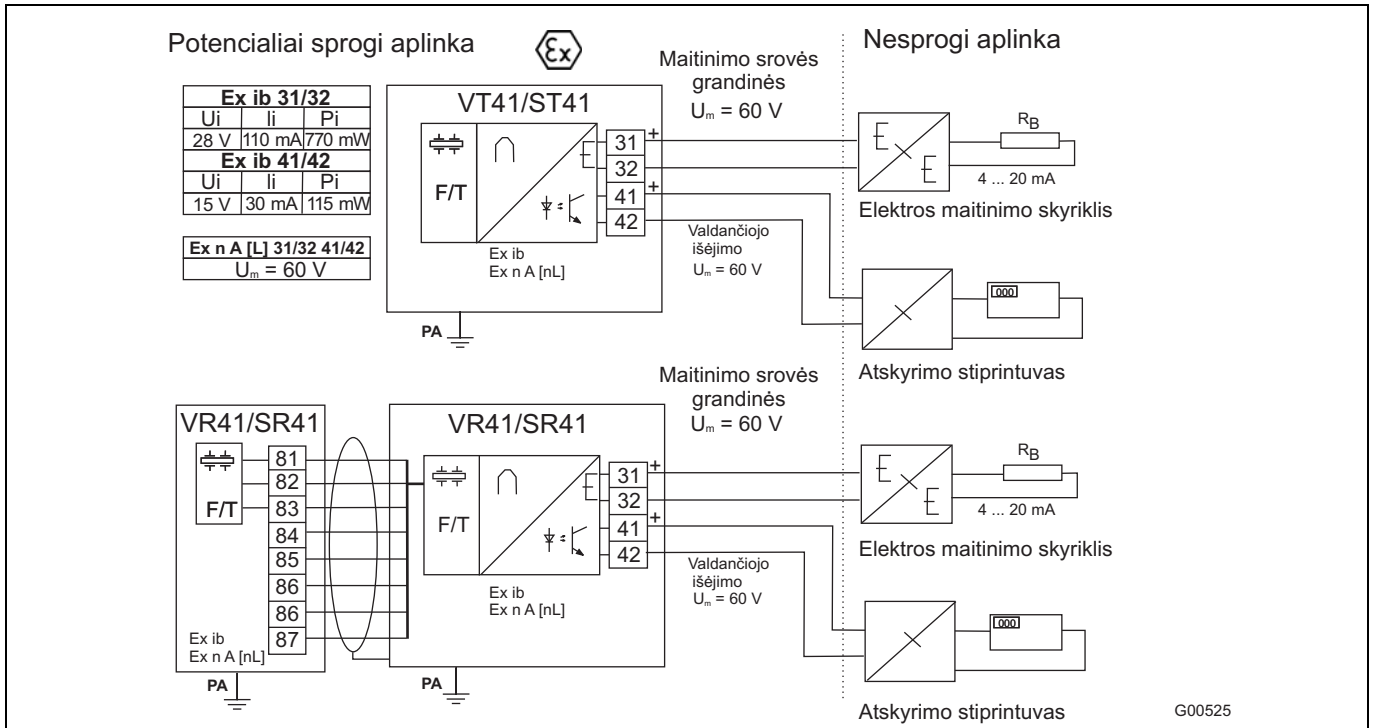 Potencialiai sprogi aplinka
Ex
Nesprogi aplinka
Ex ib 31/32
Ui Ii Pi
28 V 110 mA 770 mW
Ex ib 41/42
Ui Ii Pi
15 V 30 mA 115 mW
Ex n A [L] 31/32 41/42
Um = 60 V
VT41/ST41
F/T
E
31 +
32
41 +
42
Ex ib
Ex n A [nL]
PA
Maitinimo srovės
grandinės
Um = 60 V
Valdančiojo
išėjimo
Um = 60 V
E
E
RB
4 ... 20 mA
Elektros maitinimo skyriklis
000
Atskyrimo stiprintuvas
VR41/SR41
F/T
81
82
83
84
85
86
86
87
Ex ib
Ex n A [nL]
PA
VR41/SR41
F/T
E
31 +
32
41 +
42
Ex ib
Ex n A [nL]
PA
Maitinimo srovės
grandinės
Um = 60 V
Valdančiojo
išėjimo
Um = 60 V
E
E
RB
4 ... 20 mA
Elektros maitinimo skyriklis
000
Atskyrimo stiprintuvas
G00525